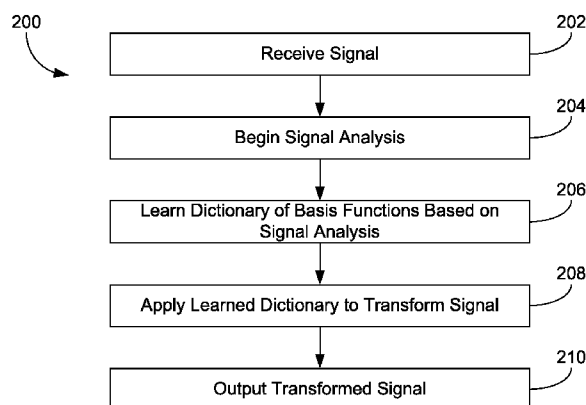 200
202
Receive Signal
204
Begin Signal Analysis
206
Learn Dictionary of Basis Functions Based on
Signal Analysis
208
Apply Learned Dictionary to Transform Signal
210
Output Transformed Signal